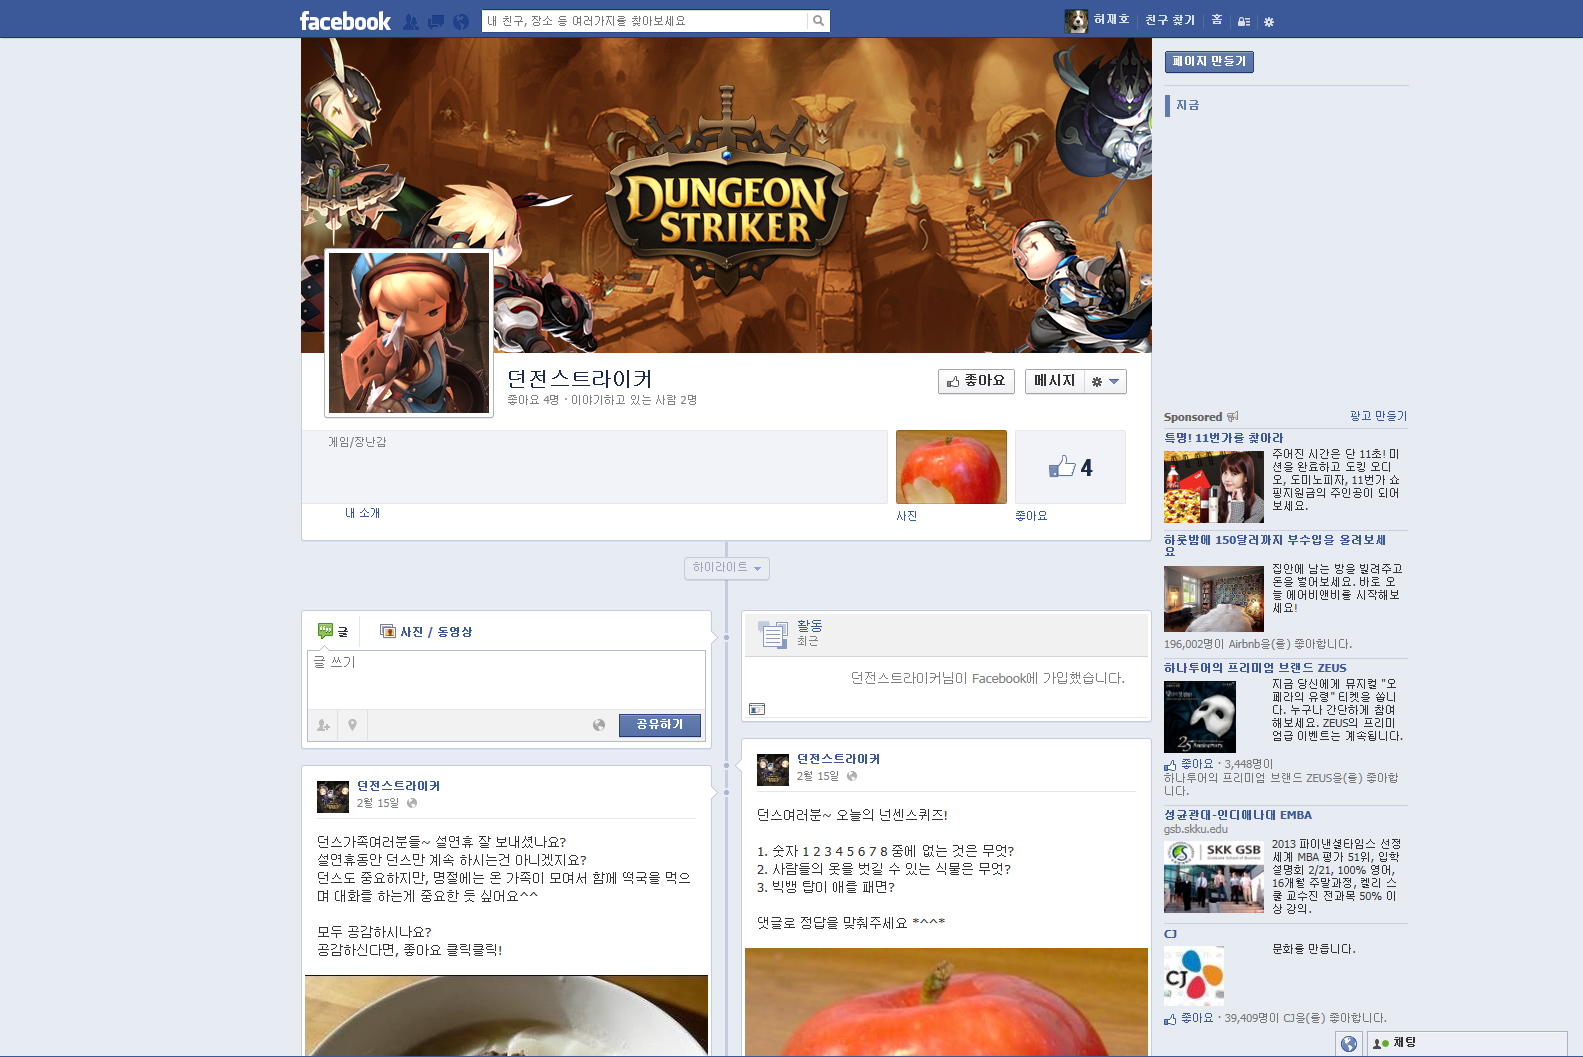 facebook
내 친구, 장소 등 여러가지를 찾아보세요
허재호
친구 찾기
홈
페이지 만들기
지금
DUNGEON
STRIKER
던전스트라이커
좋아요 4명 · 이야기하고 있는 사람 2명
좋아요
메시지
게임/장난감
4
내 소개
사진
좋아요
하이라이트
글
사진 / 동영상
글 쓰기
공유하기
활동
최근
던전스트라이커님이 Facebook에 가입했습니다.
던전스트라이커
2월 15일
던스가족여러분들~ 설연휴 잘 보내셨나요?
설연휴동안 던스만 계속 하시는건 아니겠지요?
던스도 중요하지만, 명절에는 온 가족이 모여서 함께 떡국을 먹으
며 대화를 하는게 중요한 듯 싶어요^^
모두 공감하시나요?
공감하신다면, 좋아요 클릭클릭!
던전스트라이커
2월 15일
던스여러분~ 오늘의 넌센스퀴즈!
1. 숫자 1 2 3 4 5 6 7 8 중에 없는 것은 무엇?
2. 사람들의 옷을 벗길 수 있는 식물은 무엇?
3. 빅뱅 탑이 애를 패면?
댓글로 정답을 맞춰주세요 *^^*
Sponsored
광고 만들기
특명! 11번가를 찾아라
주어진 시간은 단 11초! 미
션을 완료하고 도킹 오디
오, 도미노피자, 11번가 쇼
핑지원금의 주인공이 되어
보세요.
하룻밤에 150달러까지 부수입을 올려보세
요
집안에 남는 방을 빌려주고
돈을 벌어보세요. 바로 오
늘 에어비앤비를 시작해보
세요!
196,002명이 Airbnb을(를) 좋아합니다.
하나투어의 프리미엄 브랜드 ZEUS
지금 당신에게 뮤지컬 "오
페라의 유령" 티켓을 쏩니
다. 누구나 간단하게 참여
해보세요. ZEUS의 프리미
엄급 이벤트는 계속됩니다.
25 Anniversary
좋아요 · 3,448명이
하나투어의 프리미엄 브랜드 ZEUS을(를) 좋아합
니다.
성균관대-인디애나대 EMBA
gsb.skku.edu
SKK GSB
2013 파이낸셜타임스 선정
세계 MBA 평가 51위, 입학
설명회 2/21, 100% 영어,
16개월 주말과정, 켈리 스
쿨 교수진 전과목 50% 이
상 강의.
CJ
문화를 만듭니다.
CJ
좋아요 · 39,409명이 CJ을(를) 좋아합니다.
채팅